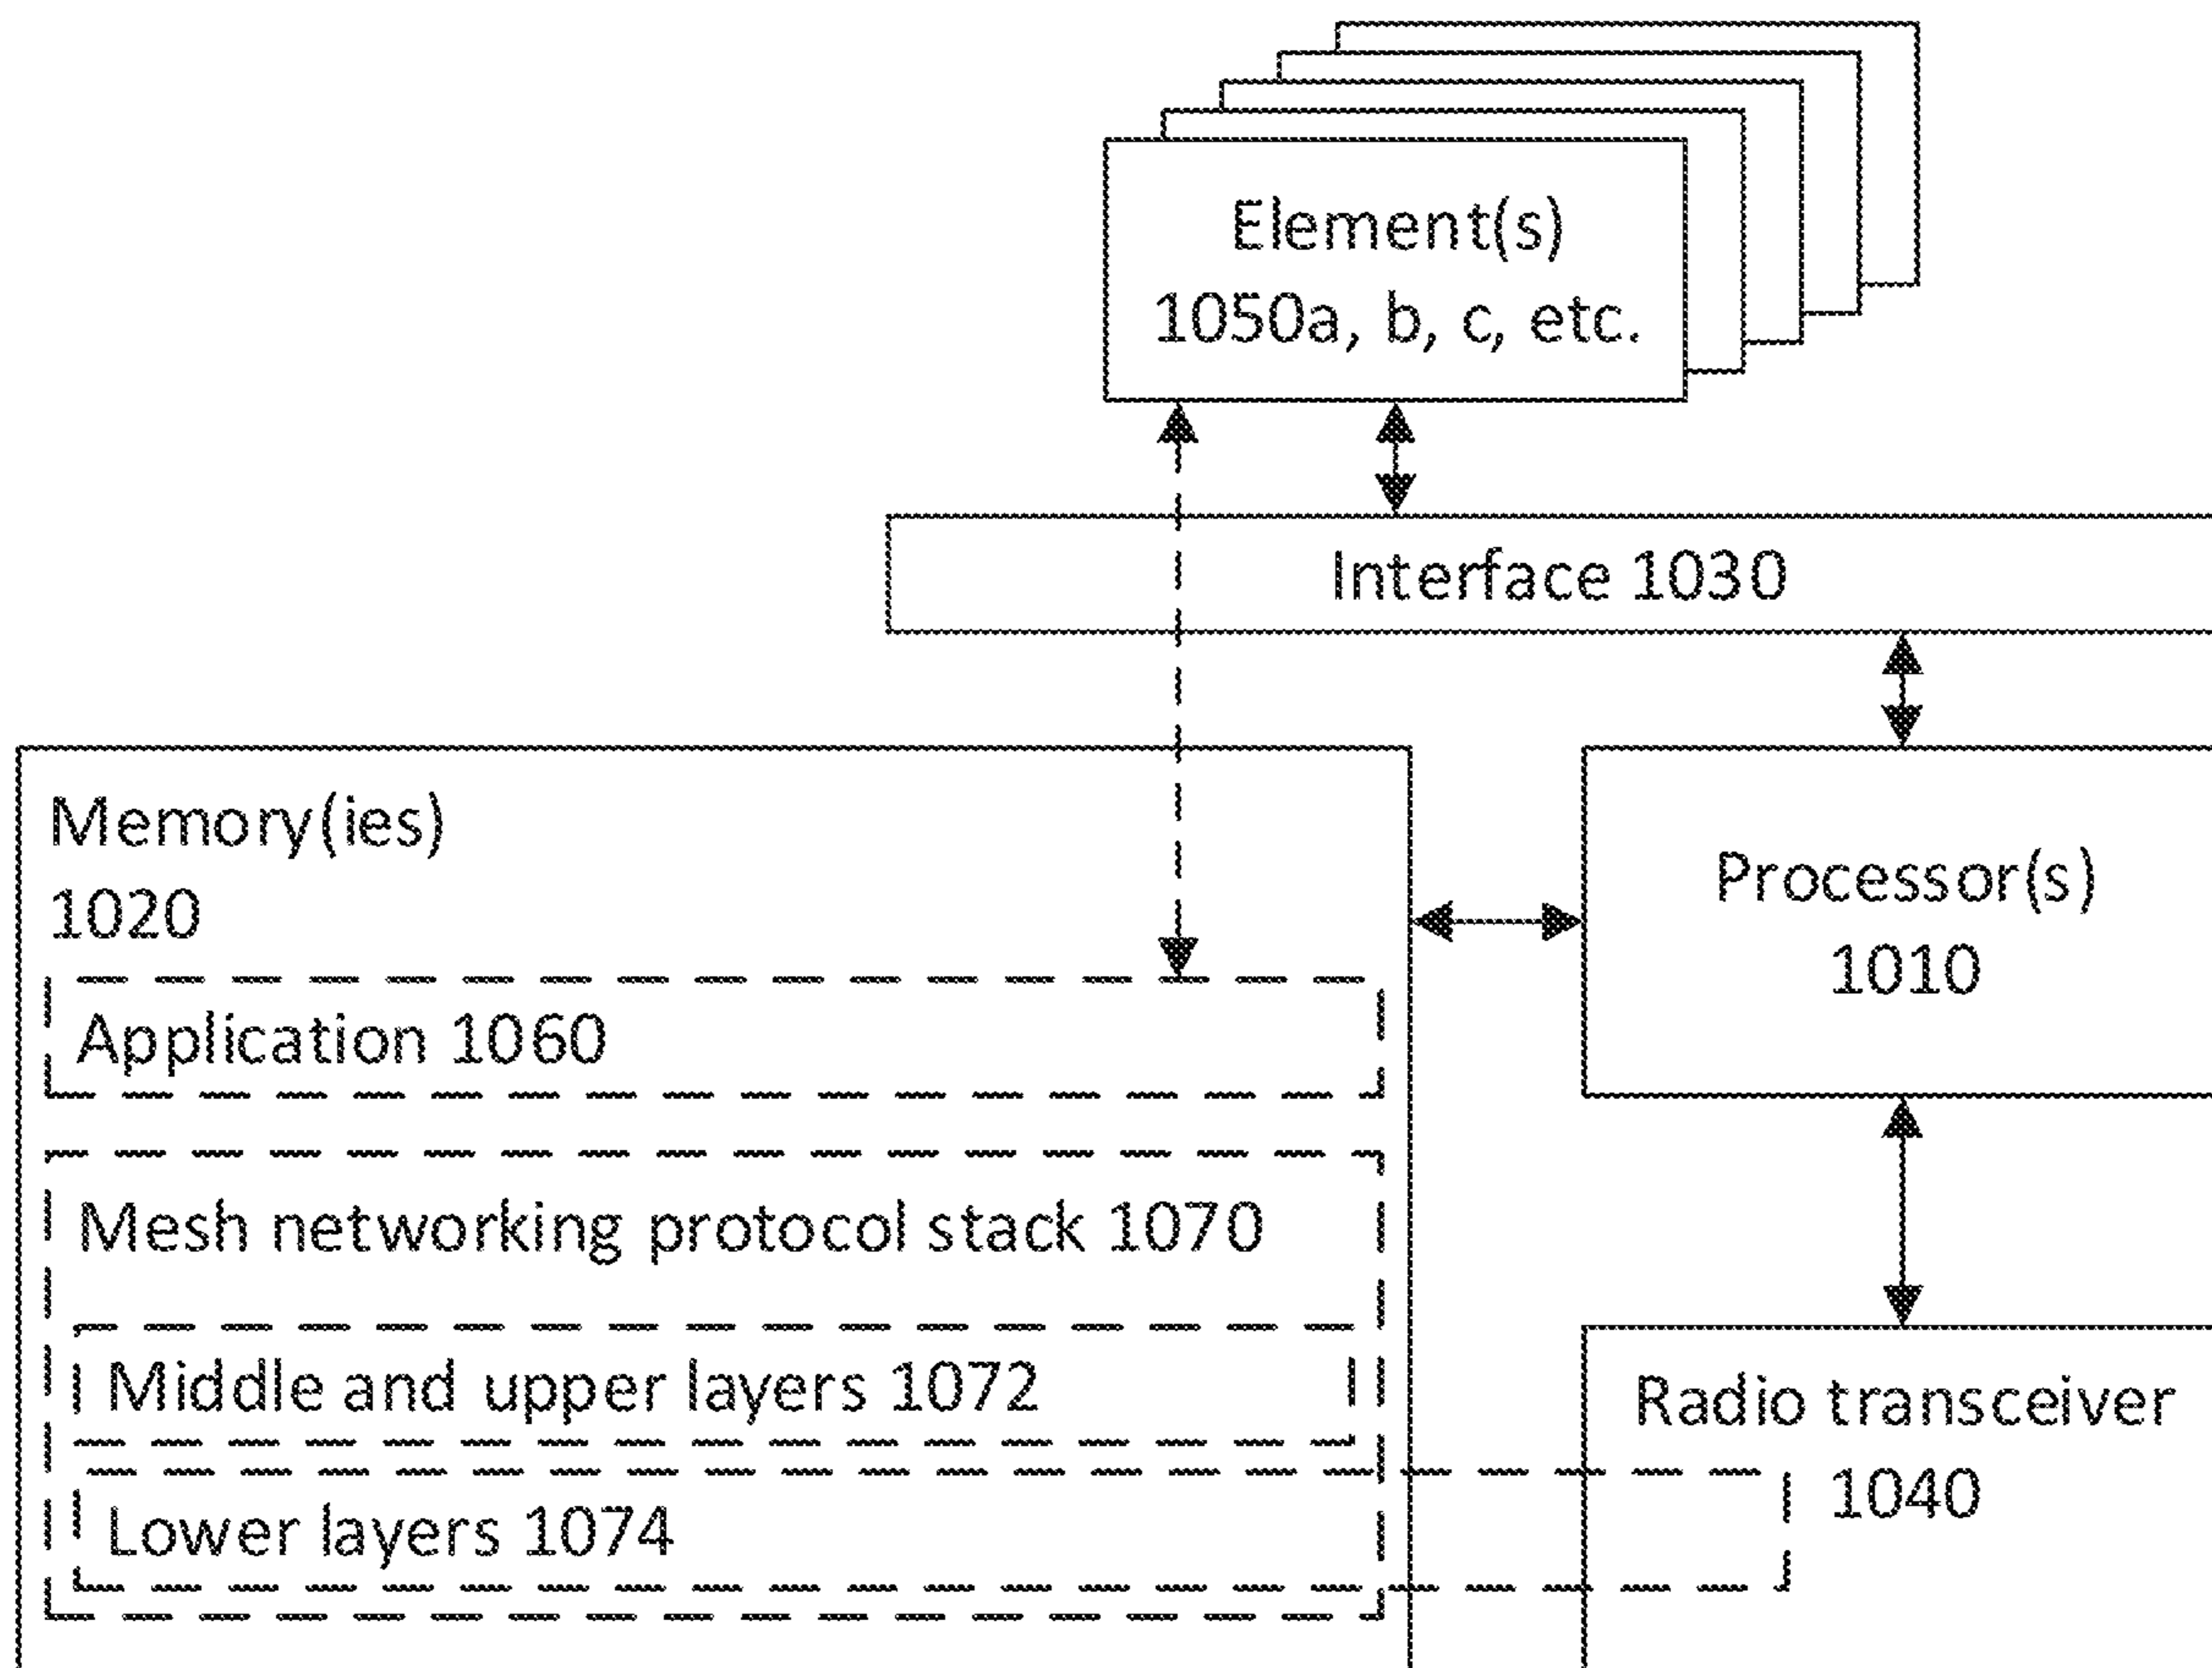 Element(s)
1050a, b, c, etc.
Interface 1030
Memory(ies)
1020
Processor(s)
1010
Application 1060
Mesh networking protocol stack 1070
Middle and upper layers 1072
Radio transceiver
1040
Lower layers 1074